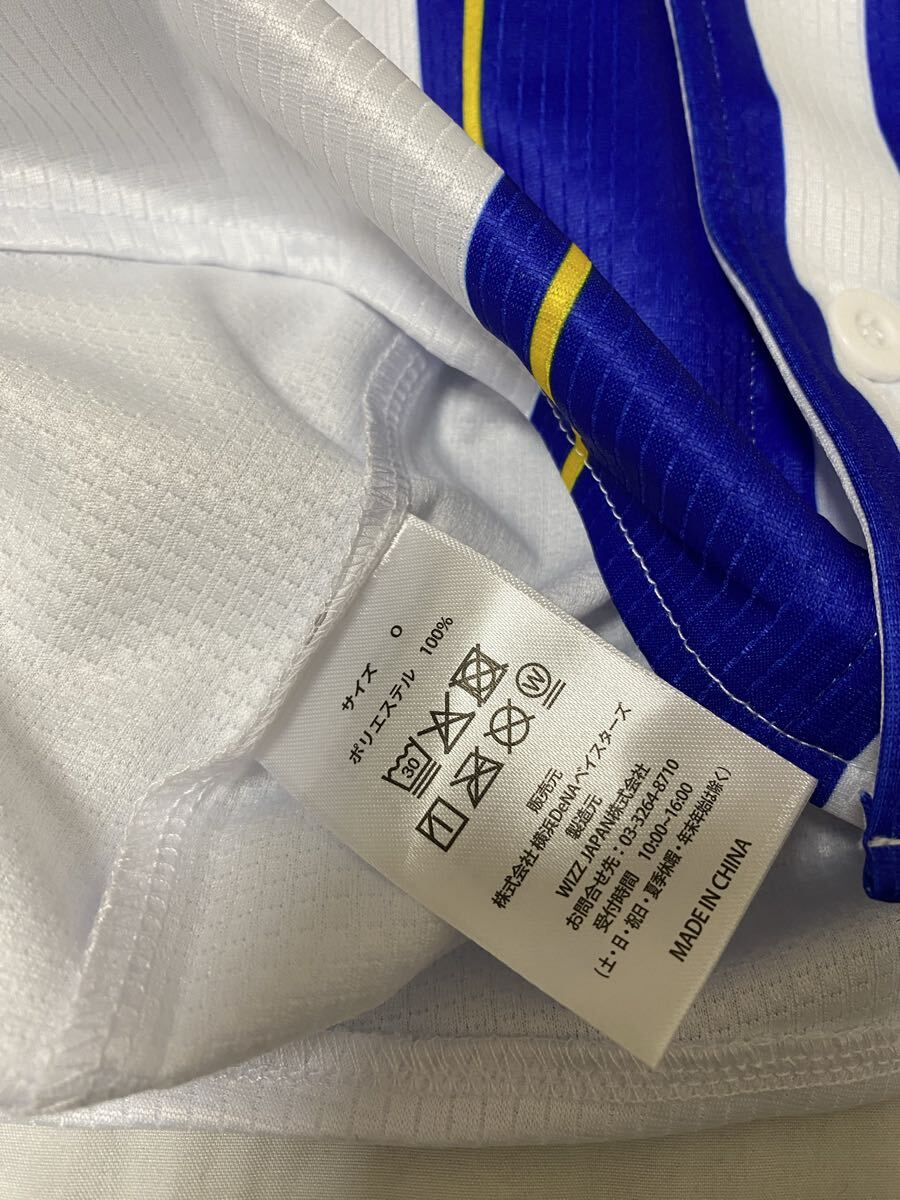 サイズ　O
ポリエステル　100%
30
W
販売元
株式会社 横浜DeNAベイスターズ
製造元
WIZZ JAPAN株式会社
お問合せ先：03-3264-8710
受付時間　10:00~16:00
(土・日・祝日・夏季休暇・年末年始は除く)
MADE IN CHINA